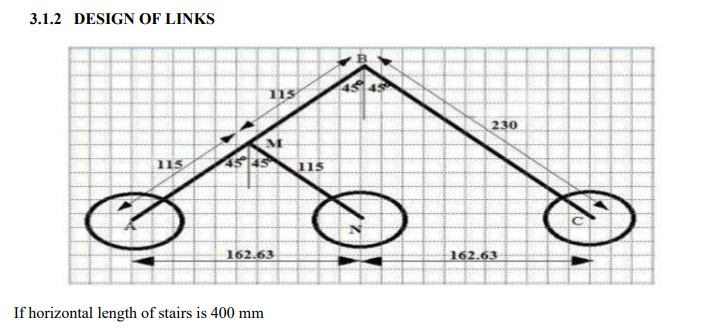 3.1.2 DESIGN OF LINKS
B
45° 45°
115
230
M
115
45° 45°
115
A
N
C
162.63
162.63
If horizontal length of stairs is 400 mm